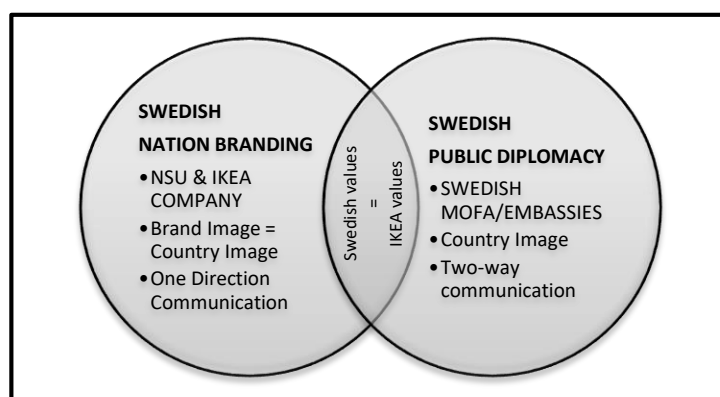 SWEDISH
NATION BRANDING
•NSU & IKEA
COMPANY
•Brand Image =
Country Image
•One Direction
Communication
Swedish values
=
IKEA values
SWEDISH
PUBLIC DIPLOMACY
•SWEDISH
MOFA/EMBASSIES
•Country Image
•Two-way
communication